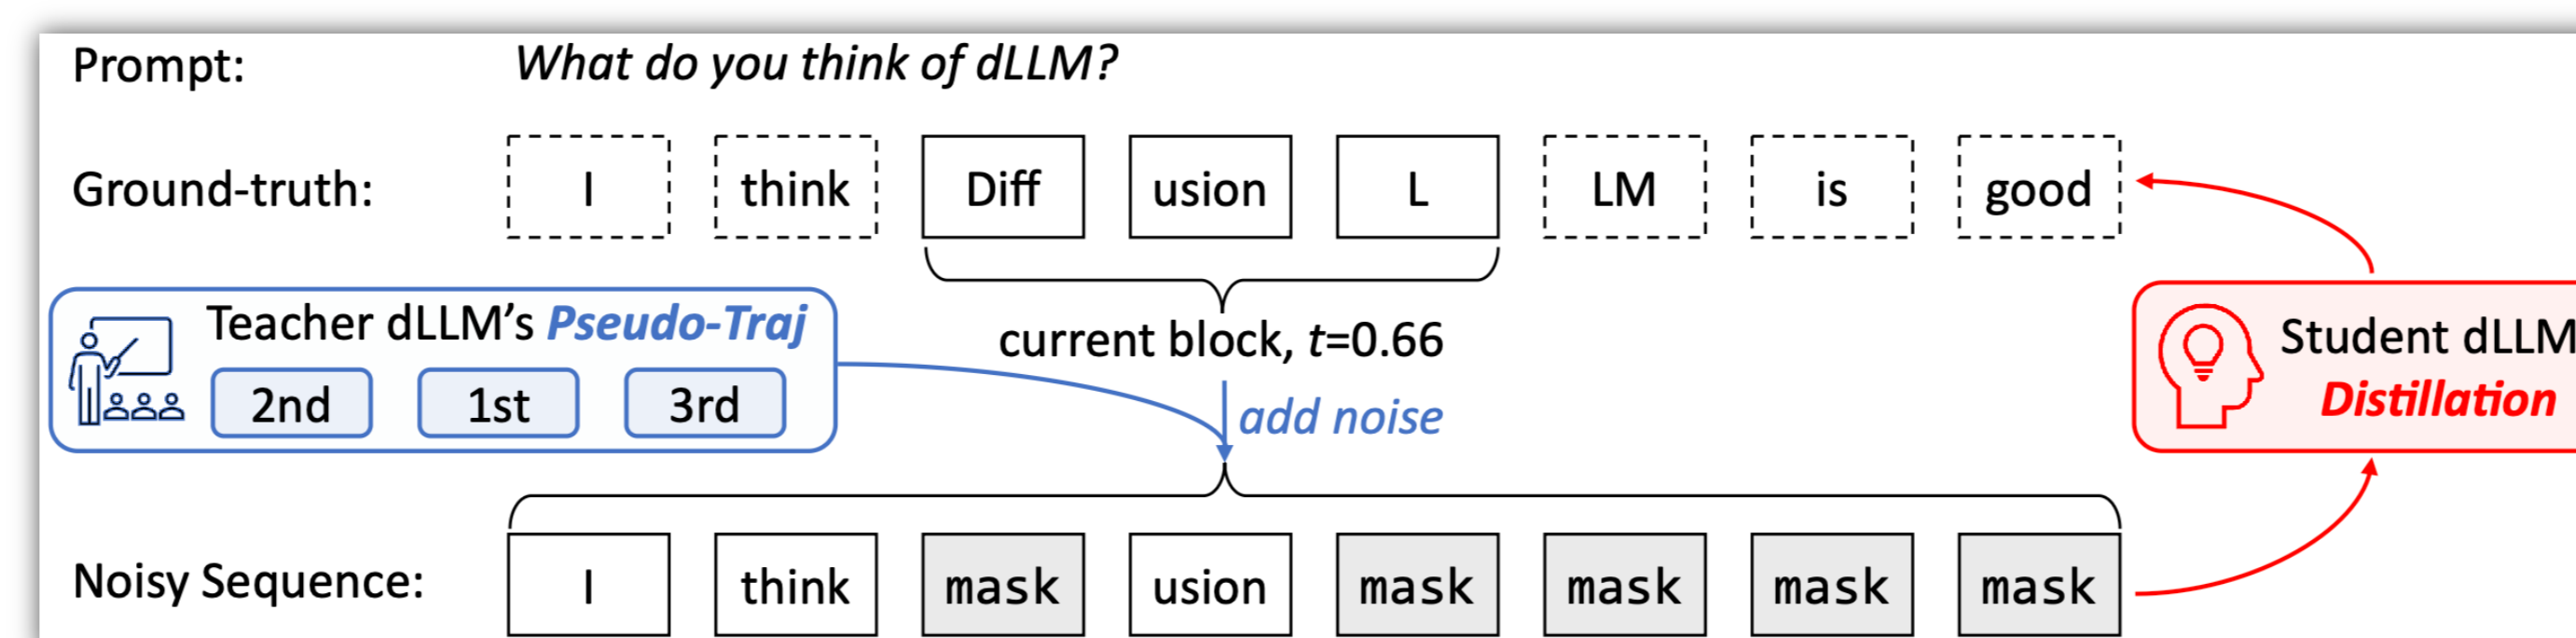 Prompt: What do you think of dLLM?
Ground-truth: I think Diff usion L LM is good
Teacher dLLM's Pseudo-Traj
2nd 1st 3rd
current block, t=0.66
add noise
Student dLLM
Distillation
Noisy Sequence: I think mask usion mask mask mask mask